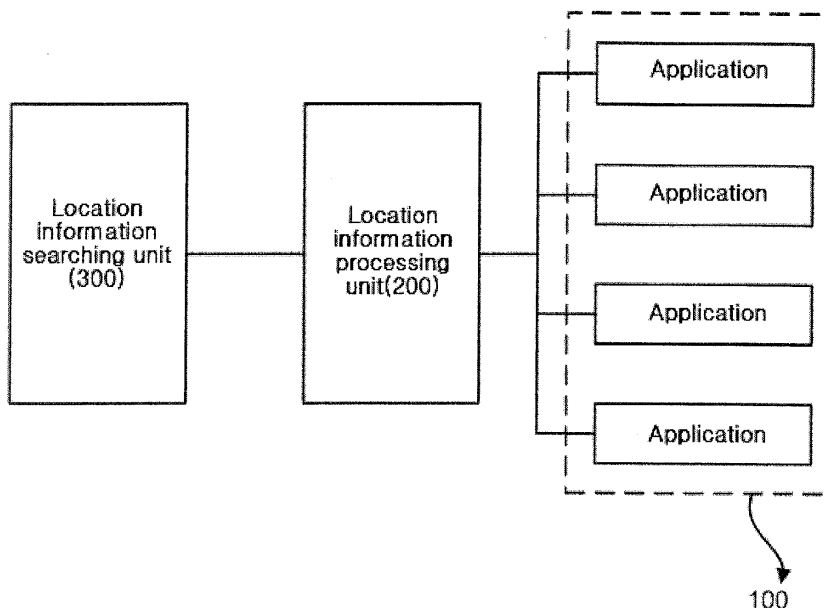 Location
information
searching unit
(300)
Location
information
processing
unit(200)
Application
Application
Application
Application
100